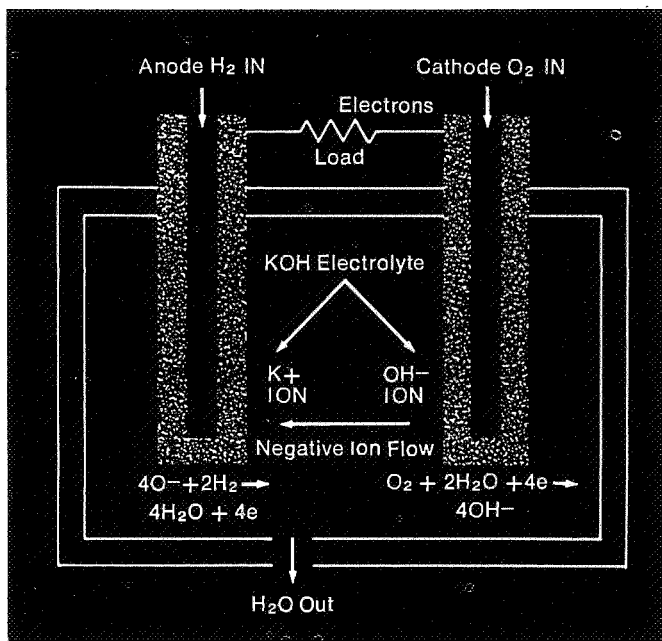 Anode H₂ IN
Cathode O₂ IN
Electrons
Load
KOH Electrolyte
K+
ION
OH−
ION
Negative Ion Flow
4O−+2H₂→
4H₂O + 4e
O₂ + 2H₂O +4e→
4OH−
H₂O Out